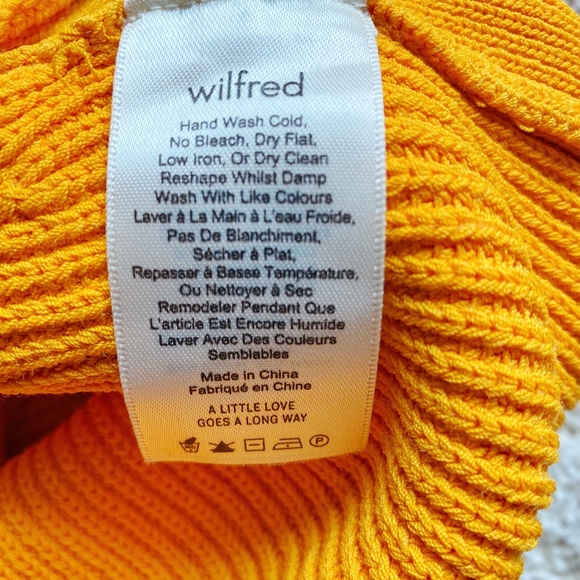 wilfred
Hand Wash Cold,
No Bleach, Dry Flat,
Low Iron, Or Dry Clean
Reshape Whilst Damp
Wash With Like Colours
Laver à La Main à L'eau Froide,
Pas De Blanchiment,
Sécher à Plat,
Repasser à Basse Température,
Ou Nettoyer à Sec
Remodeler Pendant Que
L'article Est Encore Humide
Laver Avec Des Couleurs
Semblables
Made in China
Fabriqué en Chine
A LITTLE LOVE
GOES A LONG WAY
P